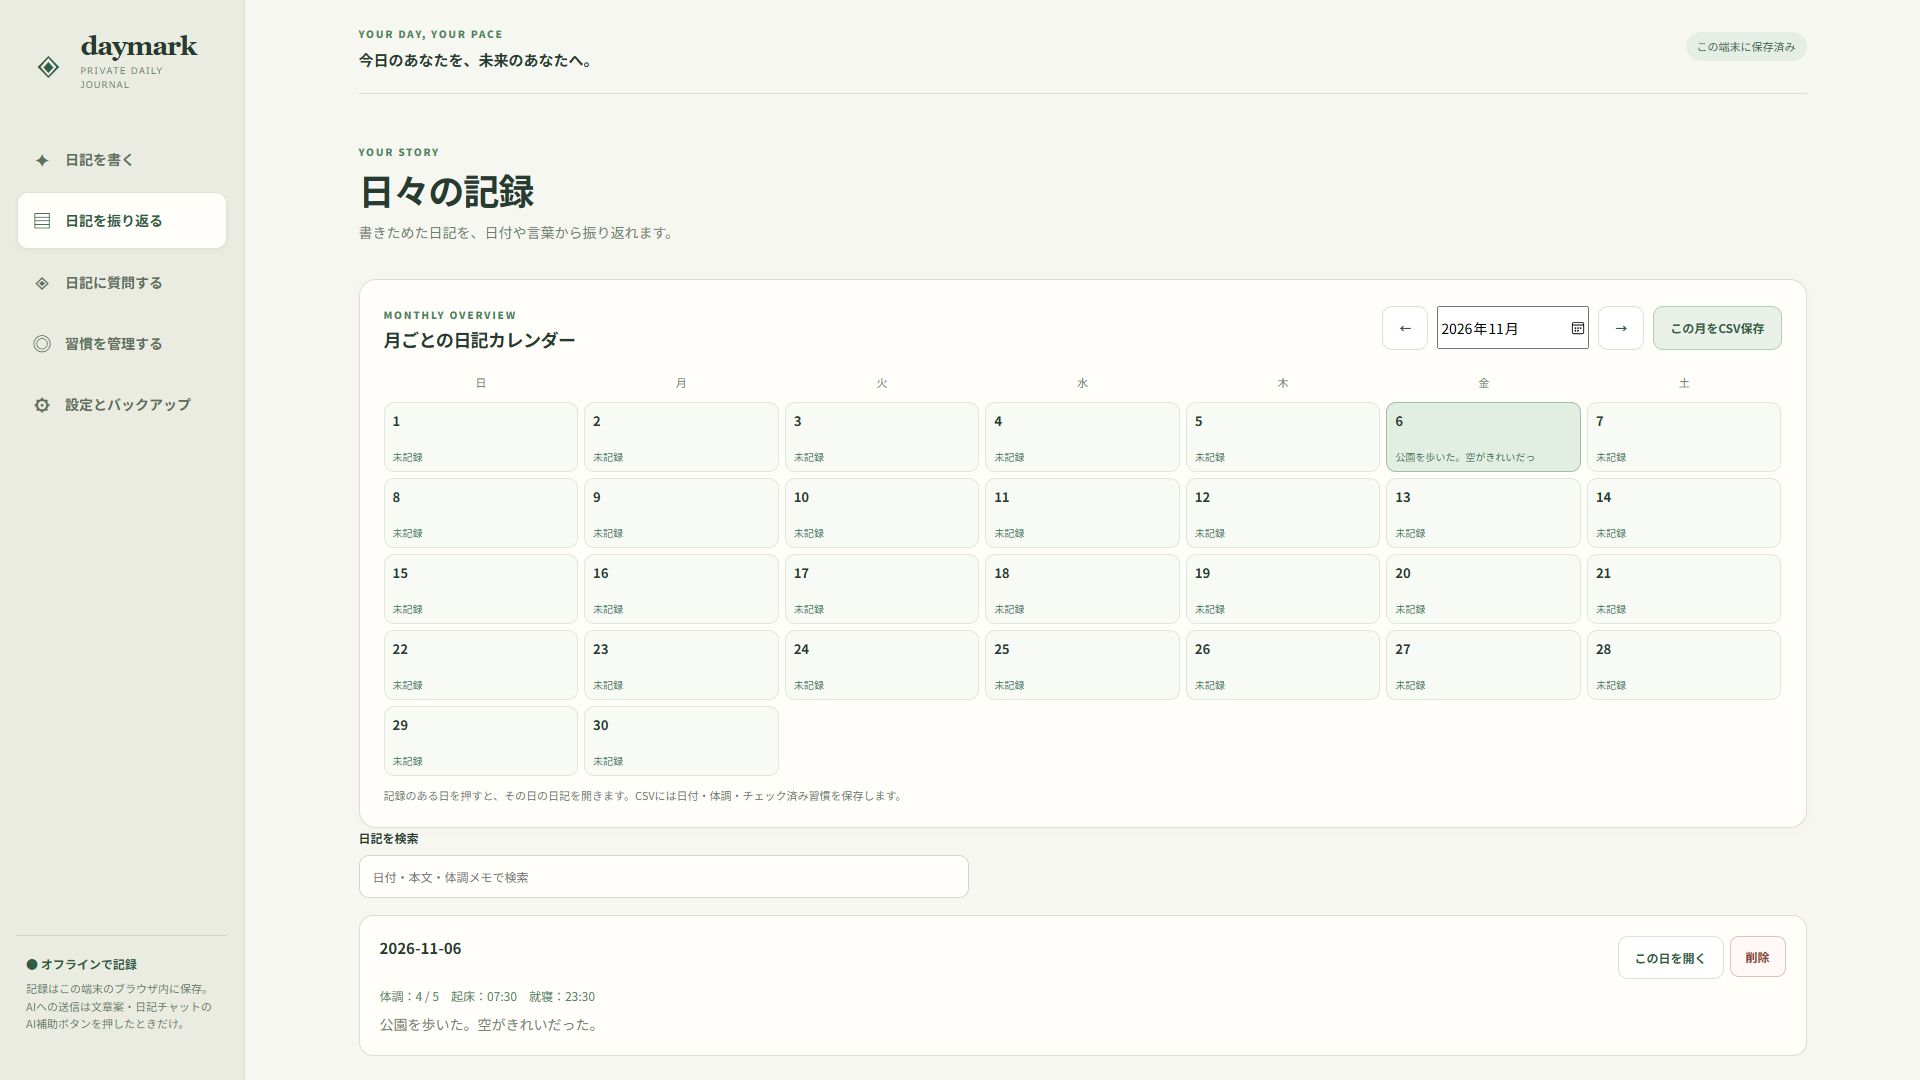 daymark
PRIVATE DAILY
JOURNAL
日記を書く
日記を振り返る
日記に質問する
習慣を管理する
設定とバックアップ
オフラインで記録
記録はこの端末のブラウザ内に保存。
AIへの送信は文章案・日記チャットの
AI補助ボタンを押したときだけ。
YOUR DAY, YOUR PACE
今日のあなたを、未来のあなたへ。
この端末に保存済み
YOUR STORY
日々の記録
書きためた日記を、日付や言葉から振り返れます。
MONTHLY OVERVIEW
月ごとの日記カレンダー
← 2026年11月 → この月をCSV保存
日 月 火 水 木 金 土
1 2 3 4 5 6 7
未記録 未記録 未記録 未記録 未記録 公園を歩いた。空がきれいだっ 未記録
8 9 10 11 12 13 14
未記録 未記録 未記録 未記録 未記録 未記録 未記録
15 16 17 18 19 20 21
未記録 未記録 未記録 未記録 未記録 未記録 未記録
22 23 24 25 26 27 28
未記録 未記録 未記録 未記録 未記録 未記録 未記録
29 30
未記録 未記録
記録のある日を押すと、その日の日記を開きます。CSVには日付・体調・チェック済み習慣を保存します。
日記を検索
日付・本文・体調メモで検索
2026-11-06
この日を開く 削除
体調：4 / 5 起床：07:30 就寝：23:30
公園を歩いた。空がきれいだった。